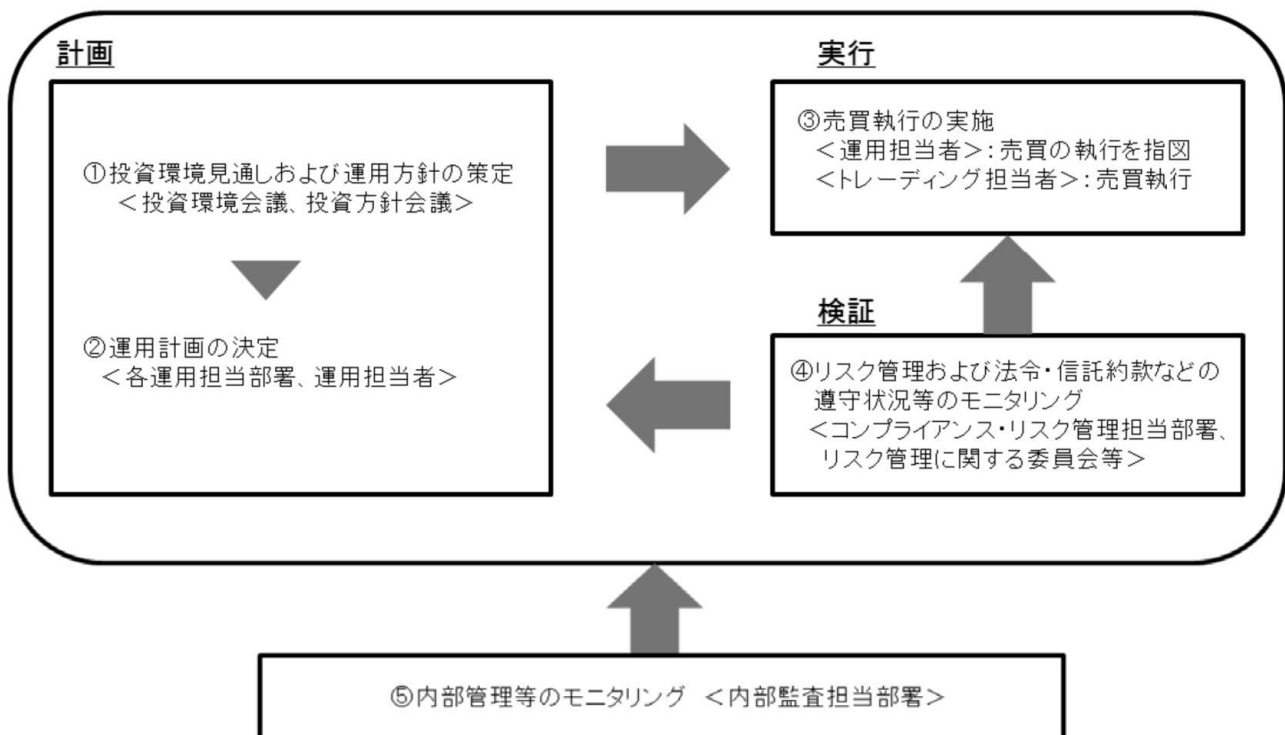 計画
①投資環境見通しおよび運用方針の策定
＜投資環境会議、投資方針会議＞
②運用計画の決定
＜各運用担当部署、運用担当者＞
実行
③売買執行の実施
＜運用担当者＞：売買の執行を指図
＜トレーディング担当者＞：売買執行
検証
④リスク管理および法令・信託約款などの
遵守状況等のモニタリング
＜コンプライアンス・リスク管理担当部署、
リスク管理に関する委員会等＞
⑤内部管理等のモニタリング ＜内部監査担当部署＞